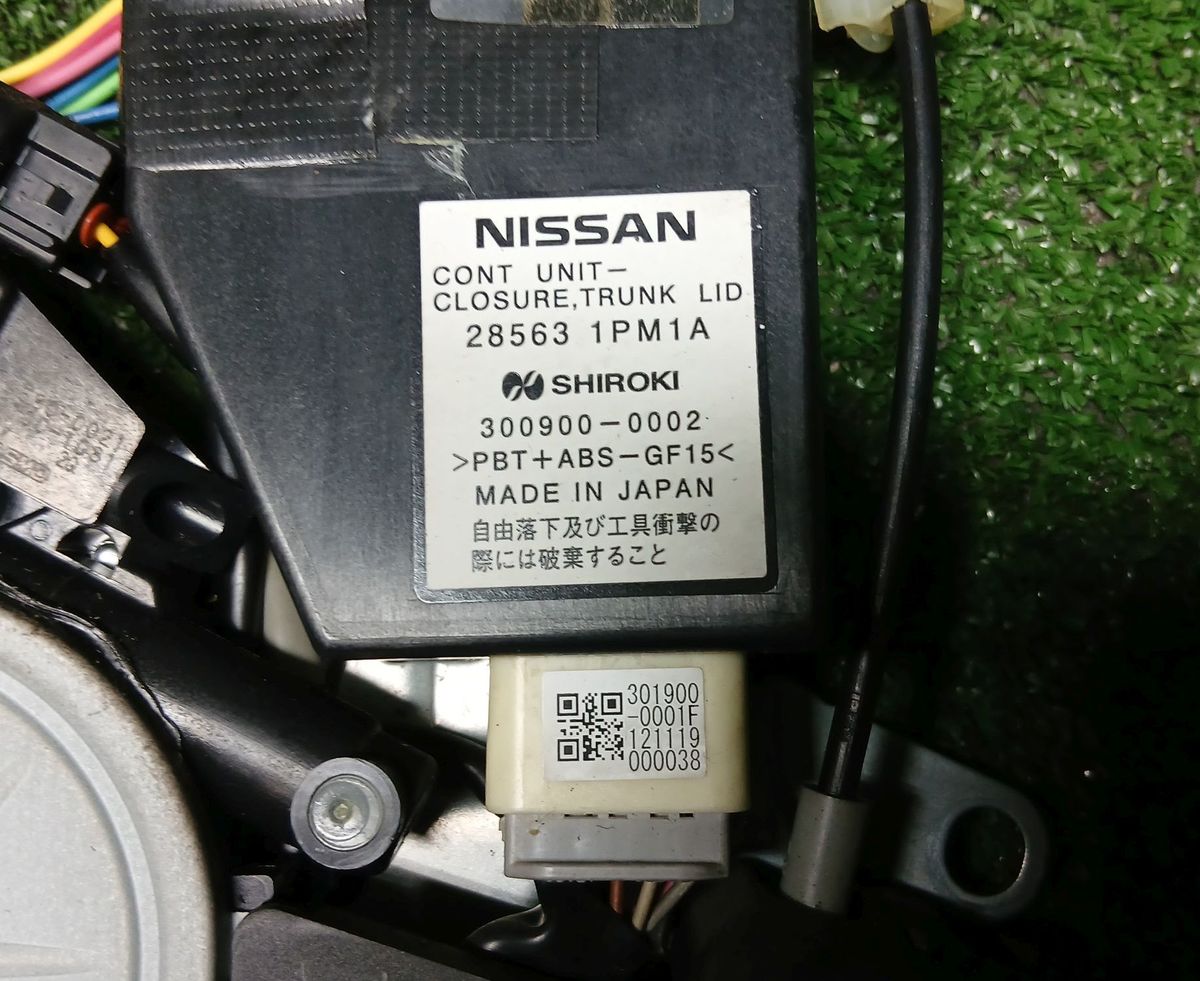 NISSAN
CONT UNIT-
CLOSURE,TRUNK LID
28563 1PM1A
SHIROKI
300900-0002
>PBT+ABS-GF15<
MADE IN JAPAN
自由落下及び工具衝撃の
際には破棄すること
301900
-0001F
121119
000038